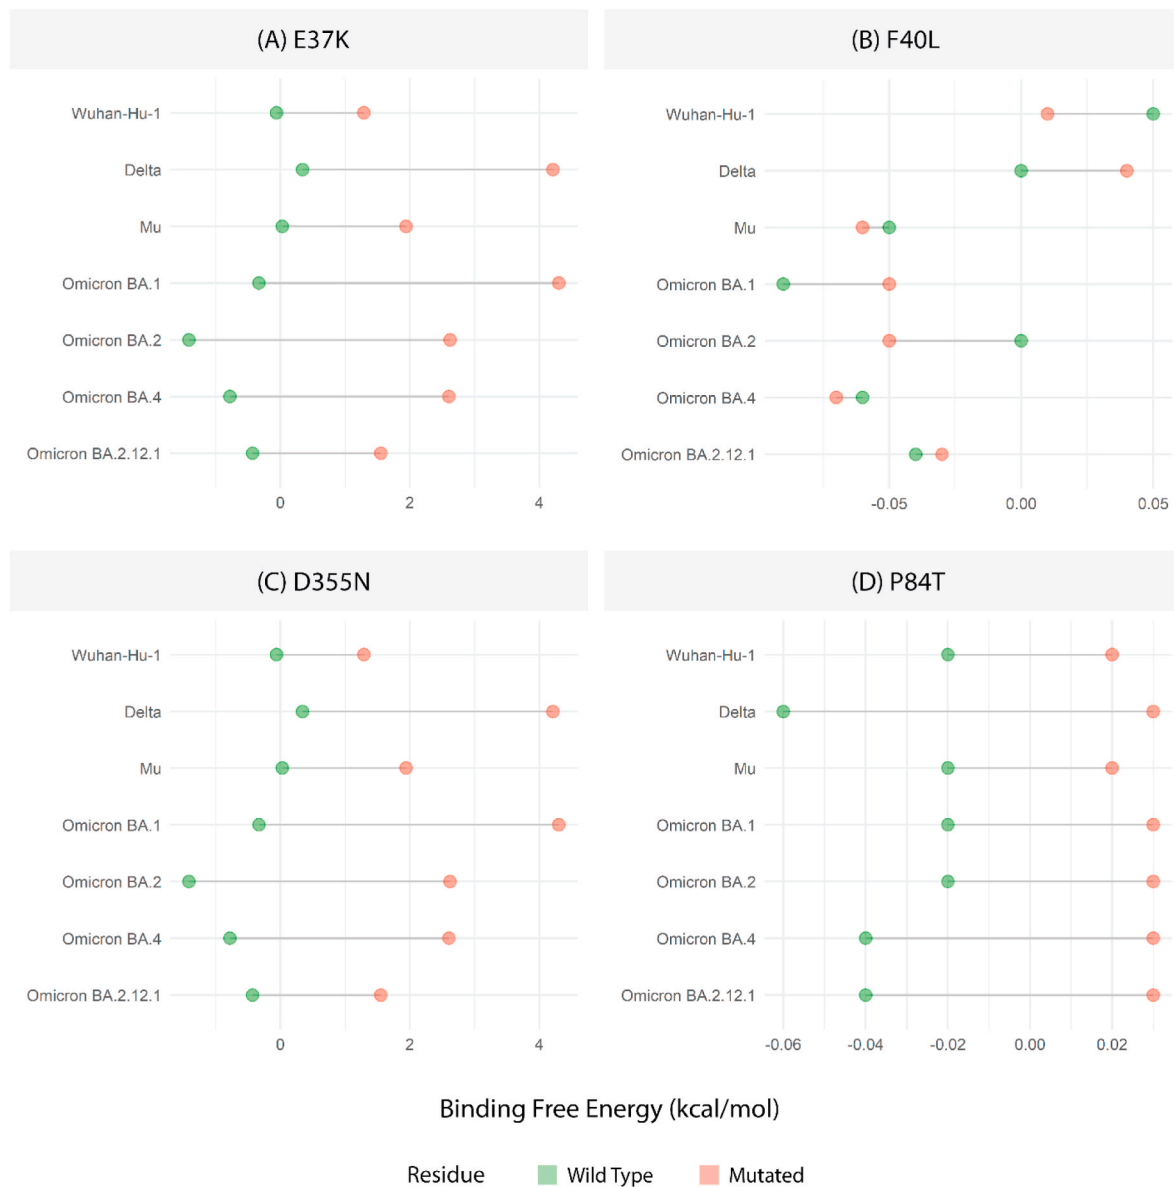 (A) E37K
Wuhan-Hu-1
Delta
Mu
Omicron BA.1
Omicron BA.2
Omicron BA.4
Omicron BA.2.12.1
0 2 4
(B) F40L
Wuhan-Hu-1
Delta
Mu
Omicron BA.1
Omicron BA.2
Omicron BA.4
Omicron BA.2.12.1
-0.05 0.00 0.05
(C) D355N
Wuhan-Hu-1
Delta
Mu
Omicron BA.1
Omicron BA.2
Omicron BA.4
Omicron BA.2.12.1
0 2 4
(D) P84T
Wuhan-Hu-1
Delta
Mu
Omicron BA.1
Omicron BA.2
Omicron BA.4
Omicron BA.2.12.1
-0.06 -0.04 -0.02 0.00 0.02
Binding Free Energy (kcal/mol)
Residue Wild Type Mutated